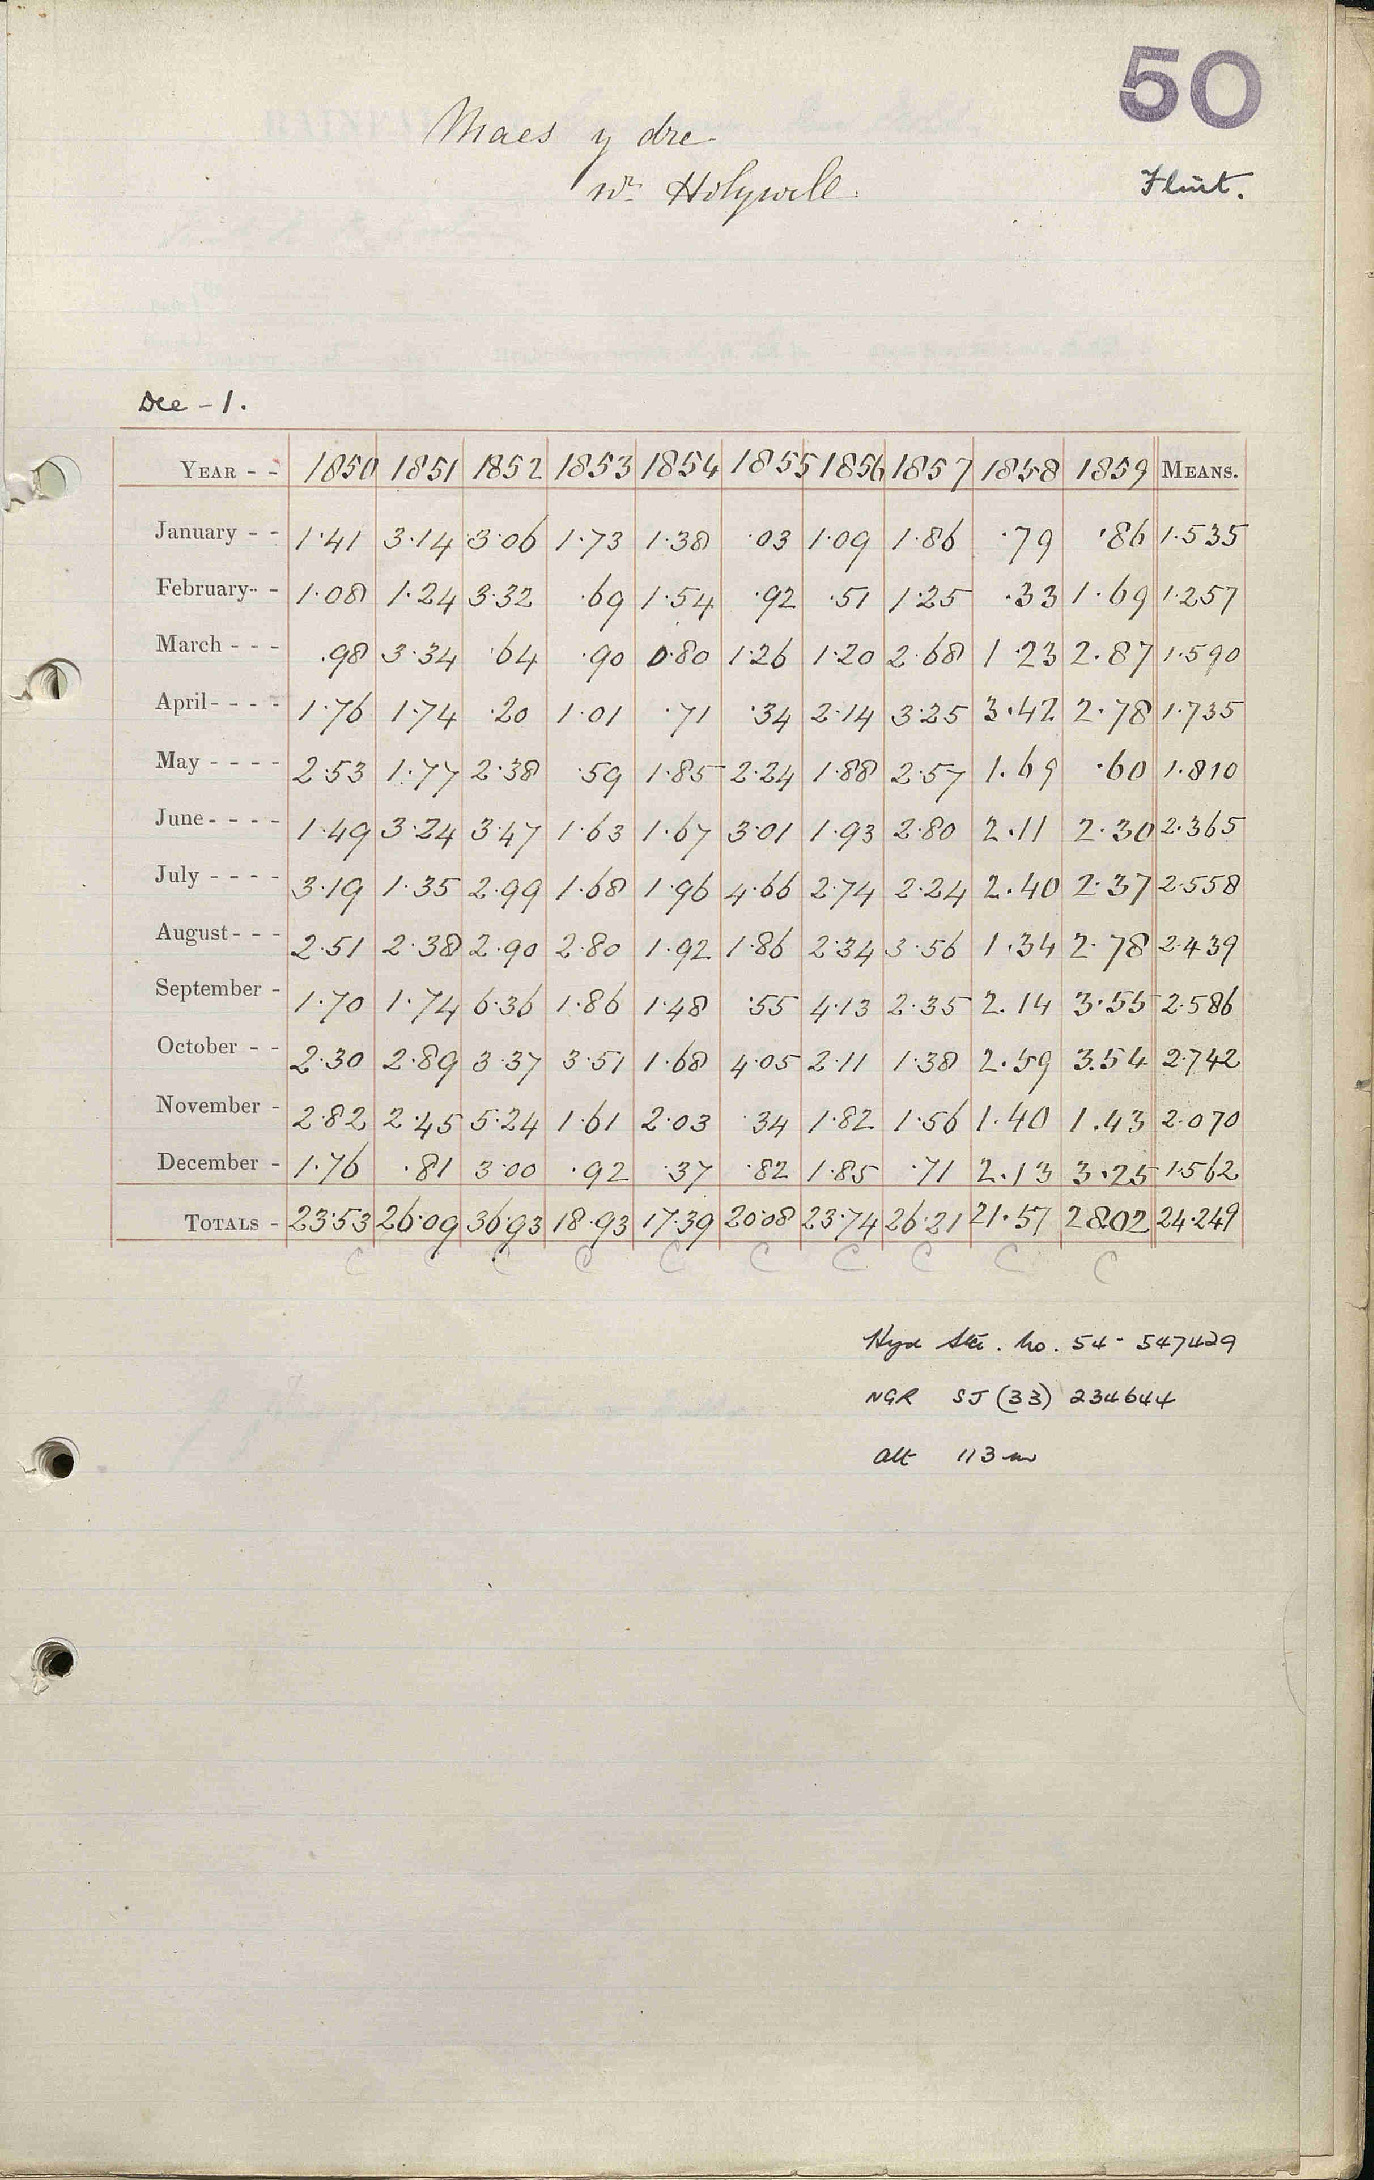 50
Maes y dre
nr Holywell
Flint.
Dee - 1.
YEAR - - 1850 1851 1852 1853 1854 1855 1856 1857 1858 1859 MEANS.
January - - 1.41 3.14 3.06 1.73 1.38 .03 1.09 1.86 .79 .86 1.535
February - - 1.08 1.24 3.32 .69 1.54 .92 .51 1.25 .33 1.69 1.257
March - - - .98 3.34 .64 .90 0.80 1.26 1.20 2.68 1.23 2.87 1.590
April - - - - 1.76 1.74 .20 1.01 .71 .34 2.14 3.25 3.42 2.78 1.735
May - - - - 2.53 1.77 2.38 .59 1.85 2.24 1.88 2.57 1.69 .60 1.810
June - - - - 1.49 3.24 3.47 1.63 1.67 3.01 1.93 2.80 2.11 2.30 2.365
July - - - - 3.19 1.35 2.99 1.68 1.96 4.66 2.74 2.24 2.40 2.37 2.558
August - - - 2.51 2.38 2.90 2.80 1.92 1.86 2.34 3.56 1.34 2.78 2.439
September - 1.70 1.74 6.36 1.86 1.48 .55 4.13 2.35 2.14 3.55 2.586
October - - 2.30 2.89 3.37 3.51 1.68 4.05 2.11 1.38 2.59 3.54 2.742
November - 2.82 2.45 5.24 1.61 2.03 .34 1.82 1.56 1.40 1.43 2.070
December - 1.76 .81 3.00 .92 .37 .82 1.85 .71 2.13 3.25 1.562
TOTALS - 23.53 26.09 36.93 18.93 17.39 20.08 23.74 26.21 21.57 28.02 24.249
C C C C C C C C C C
Hyd Stn. No. 54-547429
NGR SJ (33) 234644
alt 113 m